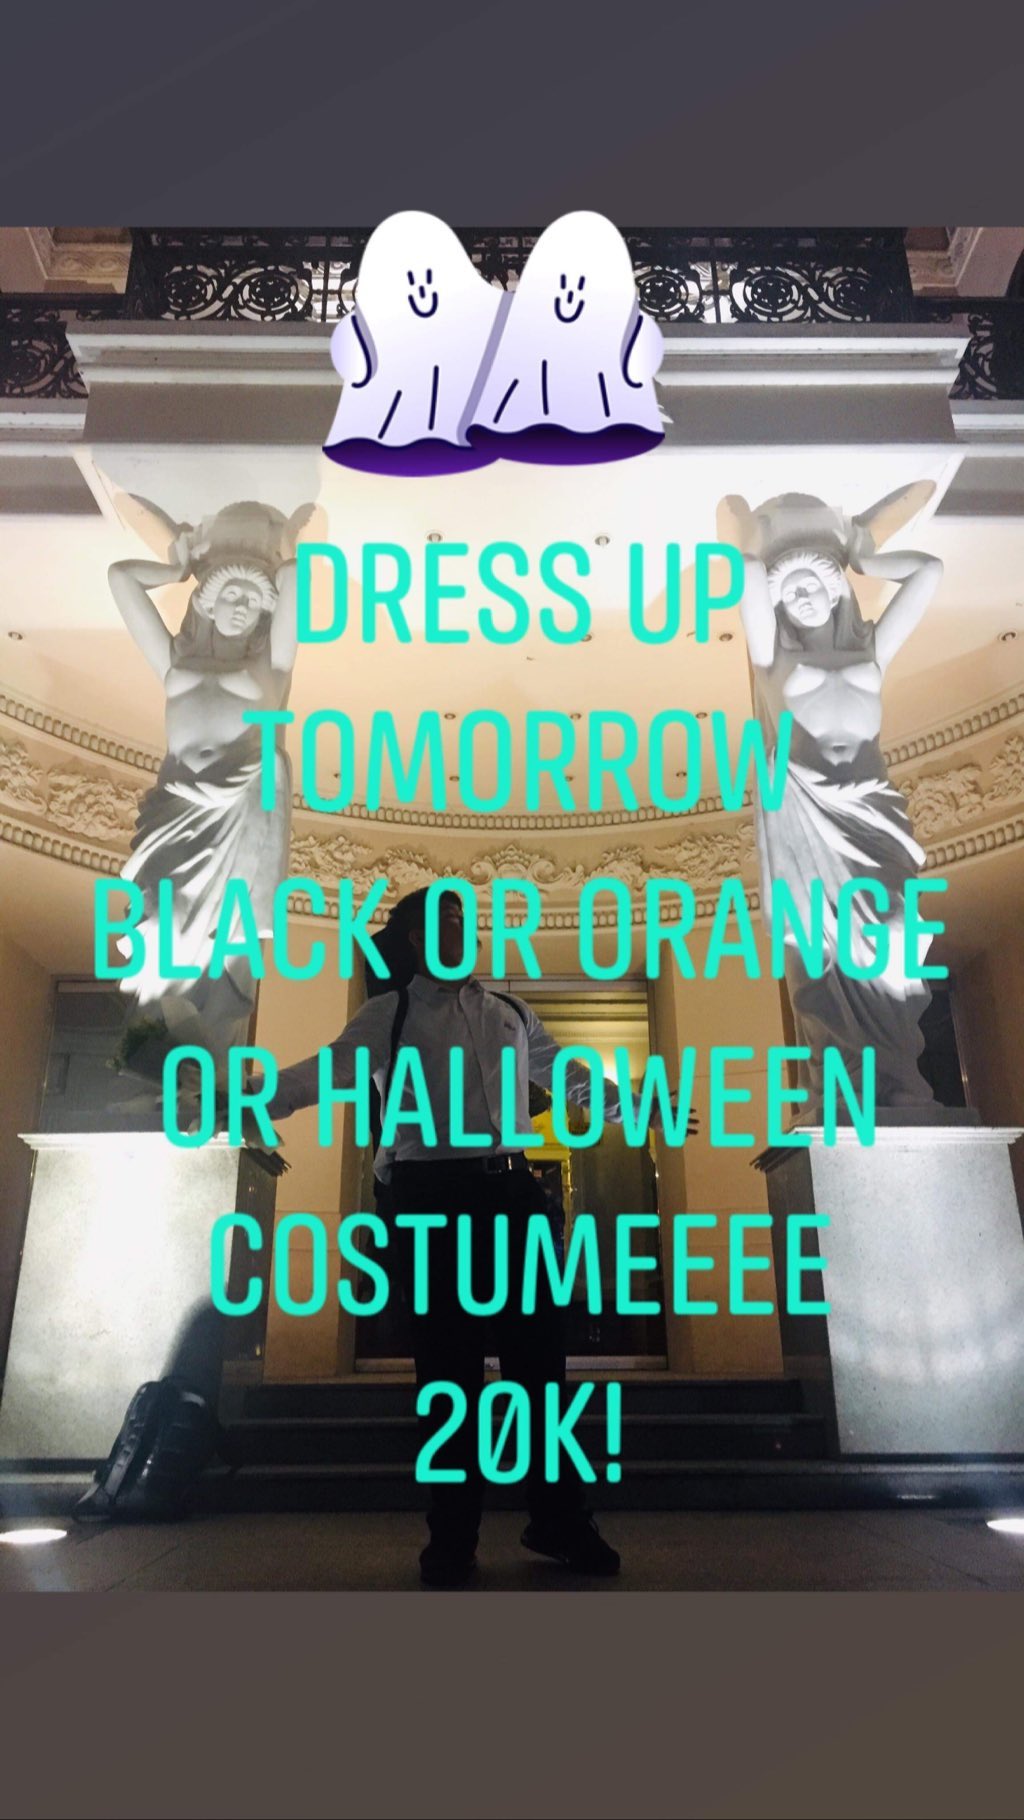 DRESS UP
TOMORROW
BLACK OR ORANGE
OR HALLOWEEN
COSTUMEEEE
20K!